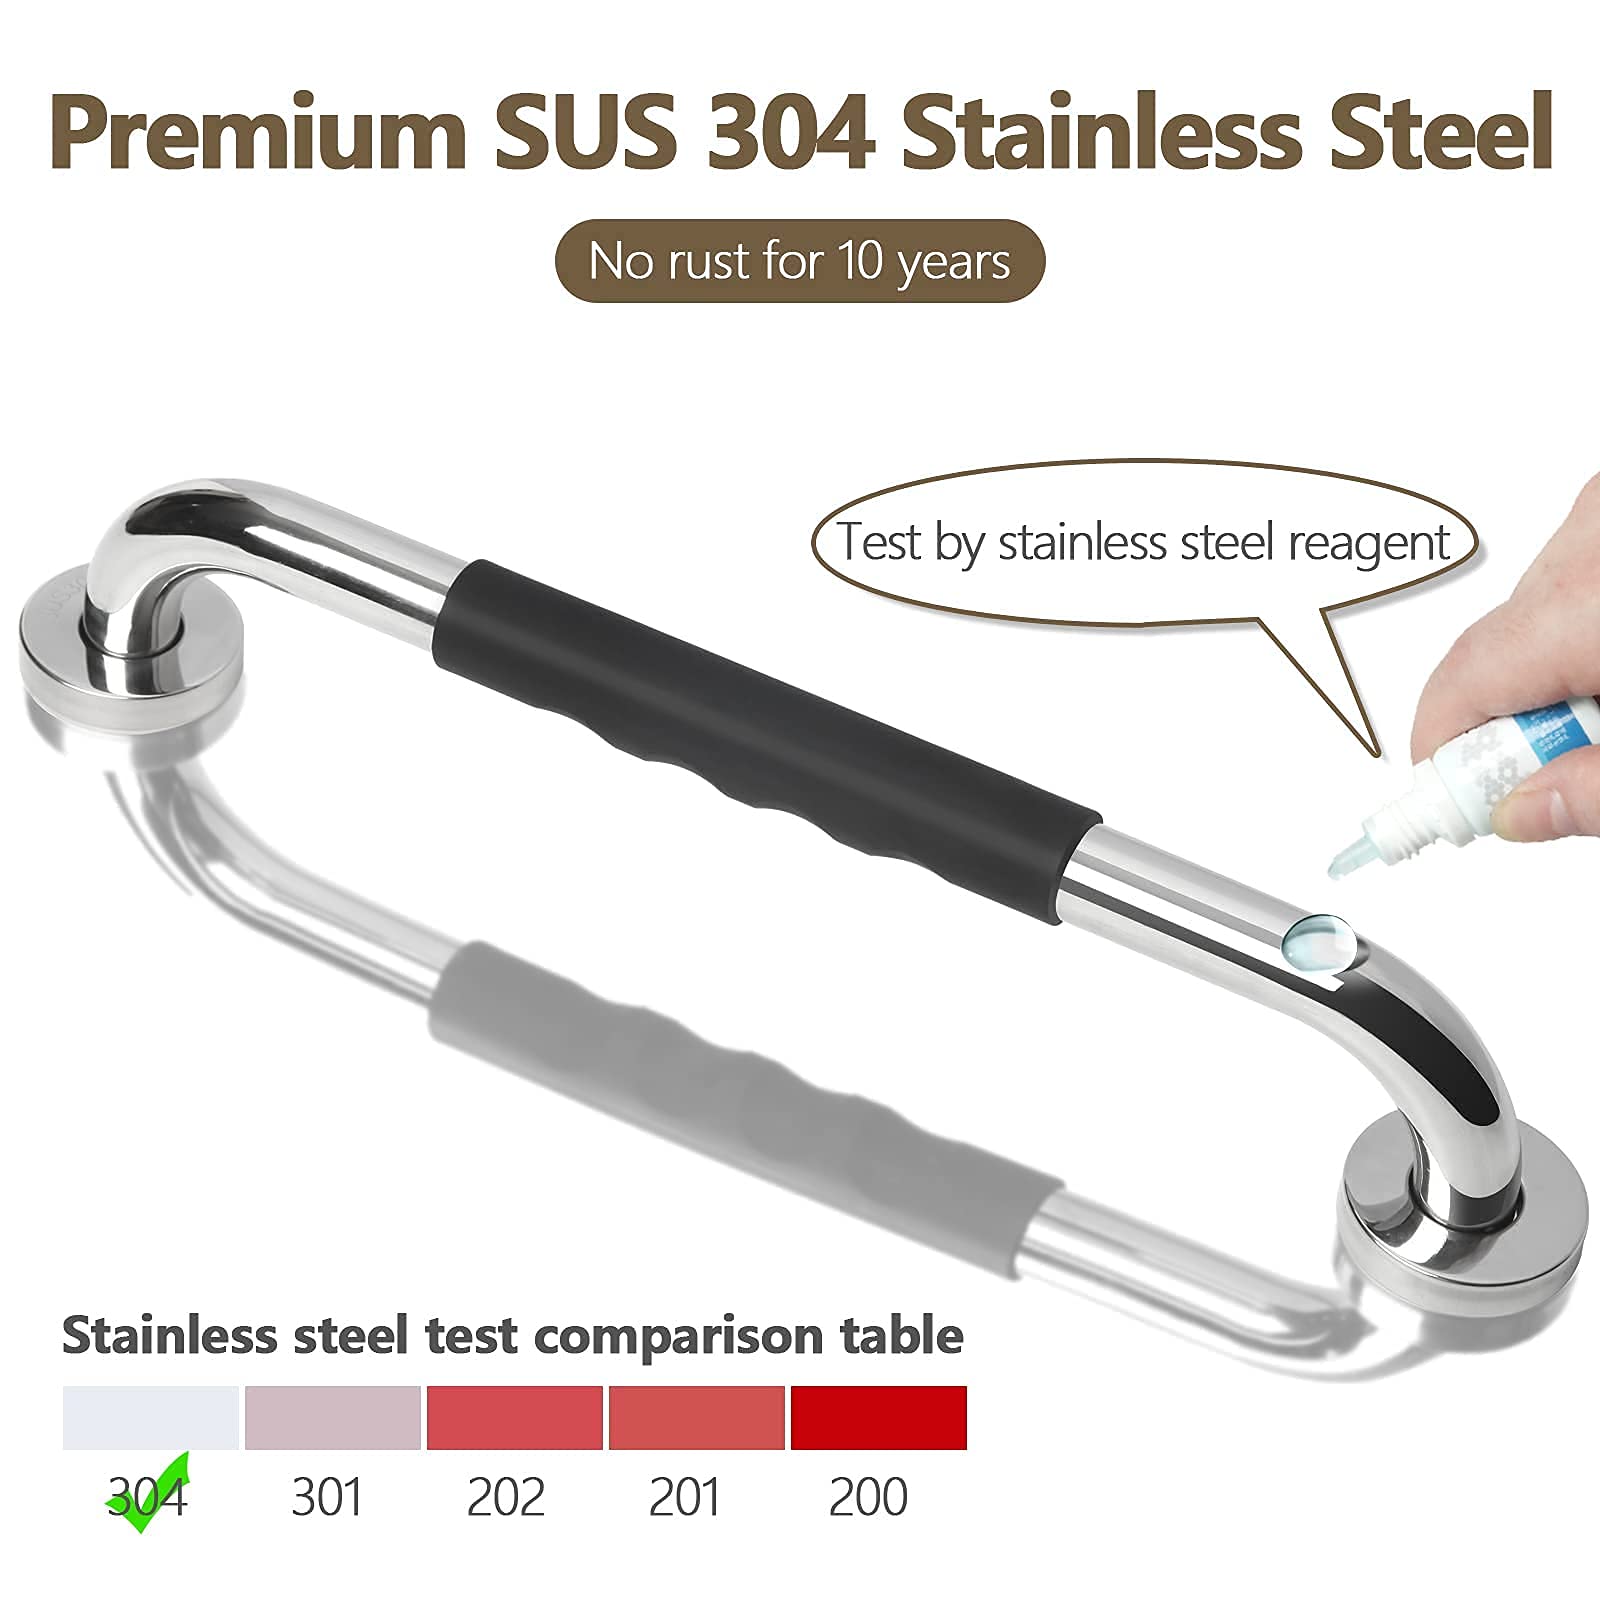 Premium SUS 304 Stainless Steel
No rust for 10 years
Test by stainless steel reagent
Stainless steel test comparison table
304 301 202 201 200